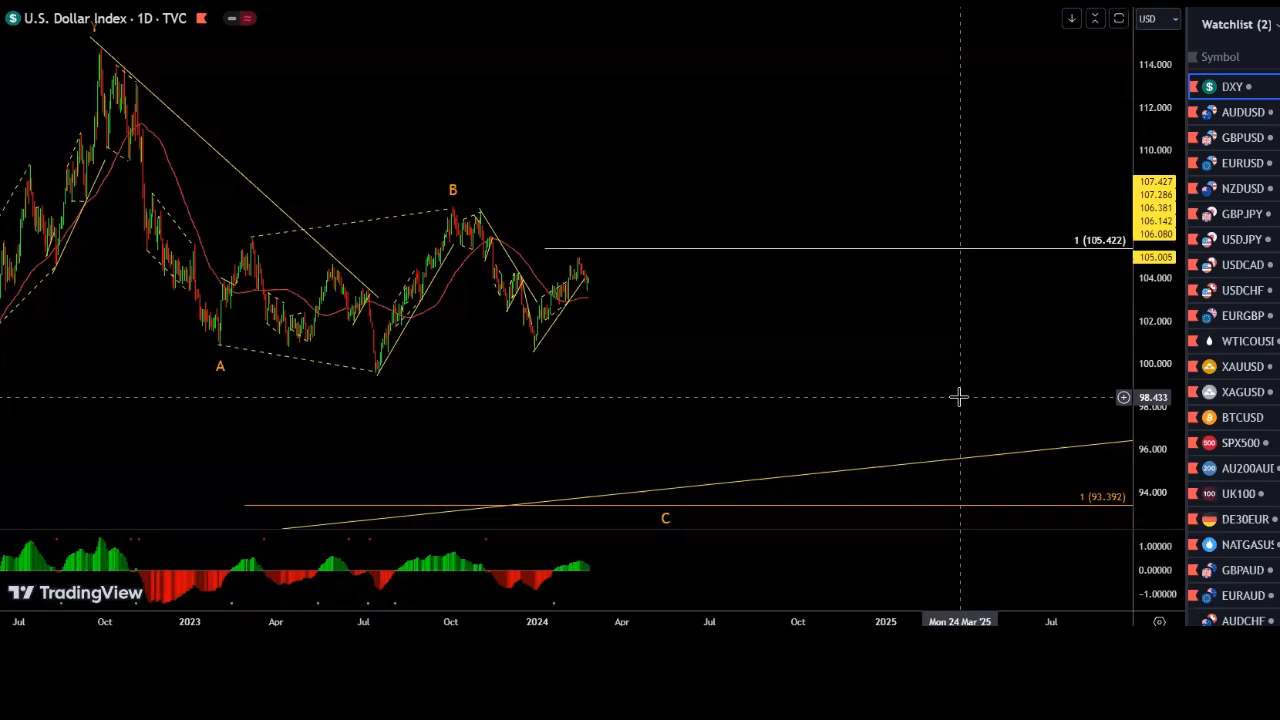 U.S. Dollar Index · 1D · TVC
USD
Watchlist (2)
Symbol
DXY
AUDUSD
GBPUSD
EURUSD
NZDUSD
GBPJPY
USDJPY
USDCAD
USDCHF
EURGBP
WTICOUSI
XAUUSD
XAGUSD
BTCUSD
SPX500
AU200AUD
UK100
DE30EUR
NATGASUS
GBPAUD
EURAUD
AUDCHF
114.000
112.000
110.000
107.427
107.286
106.381
106.142
106.080
1 (105.422)
105.005
104.000
102.000
100.000
98.433
98.000
96.000
94.000
1 (93.392)
Y
B
A
C
1.00000
0.00000
−1.00000
TradingView
Jul Oct 2023 Apr Jul Oct 2024 Apr Jul Oct 2025 Mon 24 Mar '25 Jul